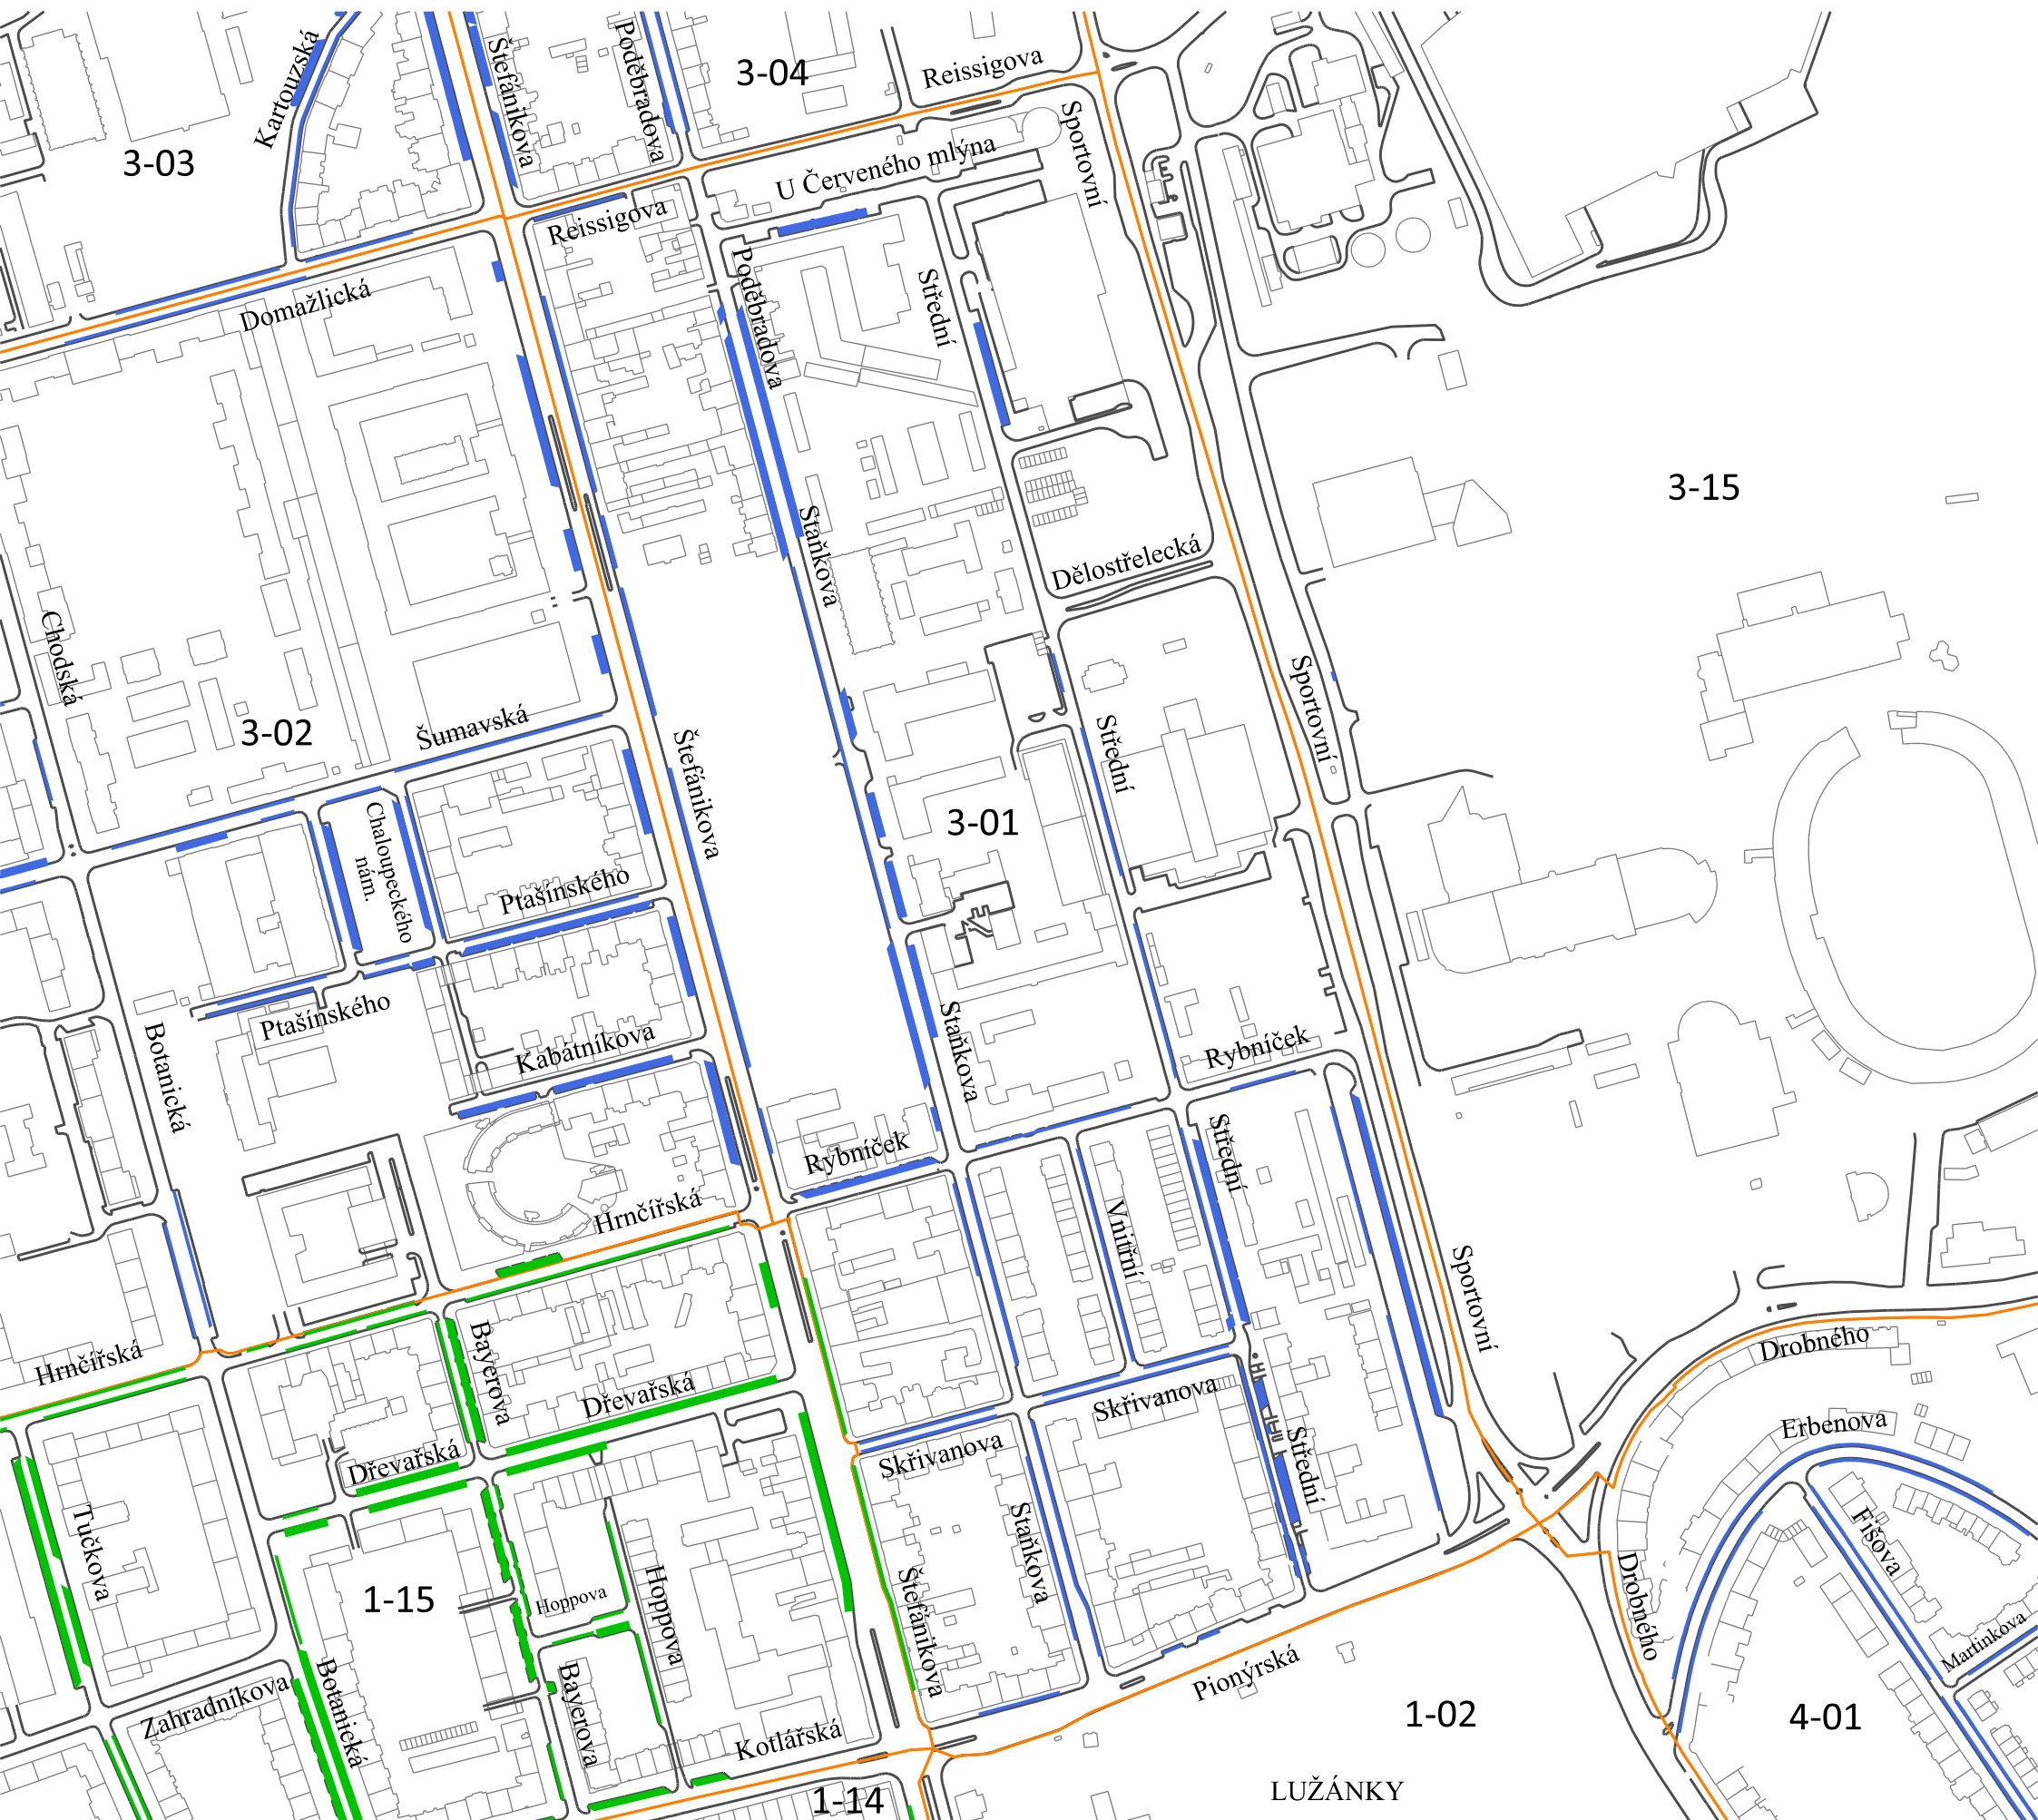 Kartouzská
Štefánikova
Poděbradova
3-04
Reissigova
Sportovní
3-03
U Červeného mlýna
Reissigova
Poděbradova
Střední
Domažlická
3-15
Staňkova
Dělostřelecká
Chodská
3-02
Šumavská
Štefánikova
Střední
Sportovní
Chaloupeckého
nám.
3-01
Ptašínského
Ptašínského
Botanická
Kabátníkova
Staňkova
Rybníček
Rybníček
Střední
Hrnčířská
Vnitřní
Sportovní
Hrnčířská
Bayerova
Dřevařská
Drobného
Skřivanova
Erbenova
Dřevařská
Skřivanova
Střední
Tučkova
Staňkova
Fišova
1-15
Hoppova
Hoppova
Štefánikova
Drobného
Martinkova
Zahradníkova
Botanická
Bayerova
Pionýrská
1-02
4-01
Kotlářská
LUŽÁNKY
1-14